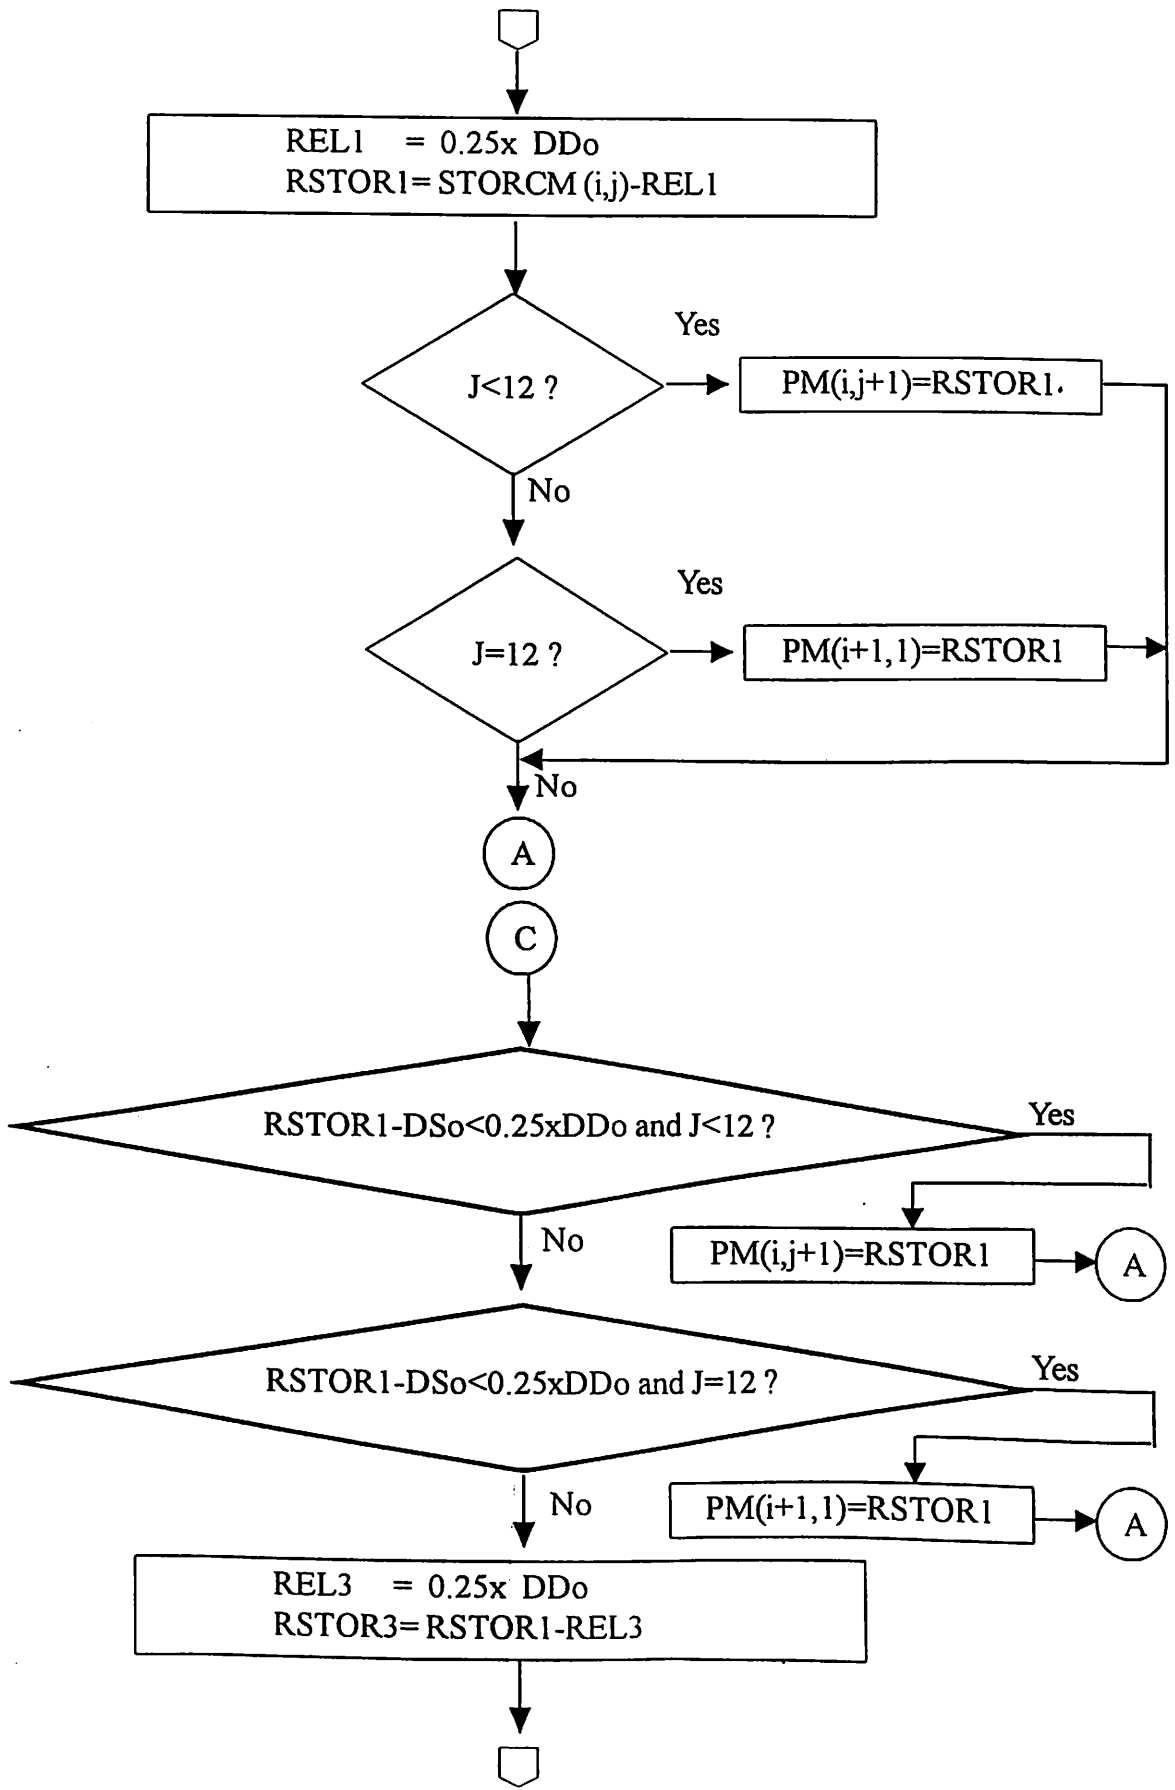 REL1 = 0.25x DDo
RSTOR1= STORCM (i,j)-REL1
Yes
J<12 ?
PM(i,j+1)=RSTOR1.
No
Yes
J=12 ?
PM(i+1,1)=RSTOR1
No
A
C
RSTOR1-DSo<0.25xDDo and J<12 ?
Yes
No
PM(i,j+1)=RSTOR1
A
RSTOR1-DSo<0.25xDDo and J=12 ?
Yes
No
PM(i+1,1)=RSTOR1
A
REL3 = 0.25x DDo
RSTOR3= RSTOR1-REL3